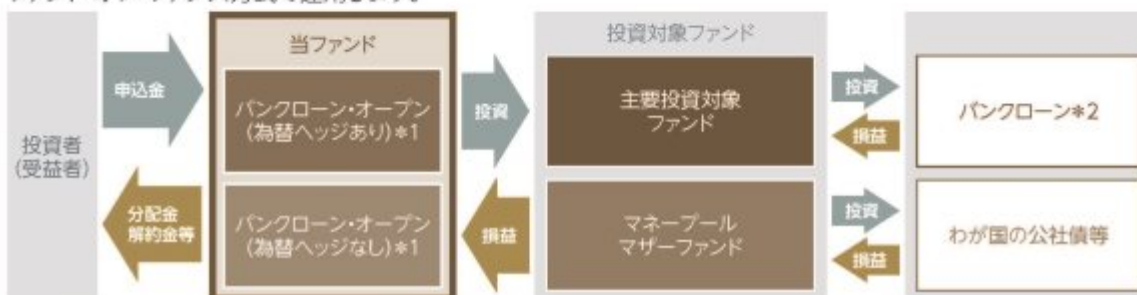 投資者
(受益者)
申込金
分配金
解約金等
当ファンド
バンクローン・オープン
(為替ヘッジあり)*1
バンクローン・オープン
(為替ヘッジなし)*1
投資
損益
投資対象ファンド
主要投資対象
ファンド
マネープール
マザーファンド
投資
損益
投資
損益
バンクローン*2
わが国の公社債等